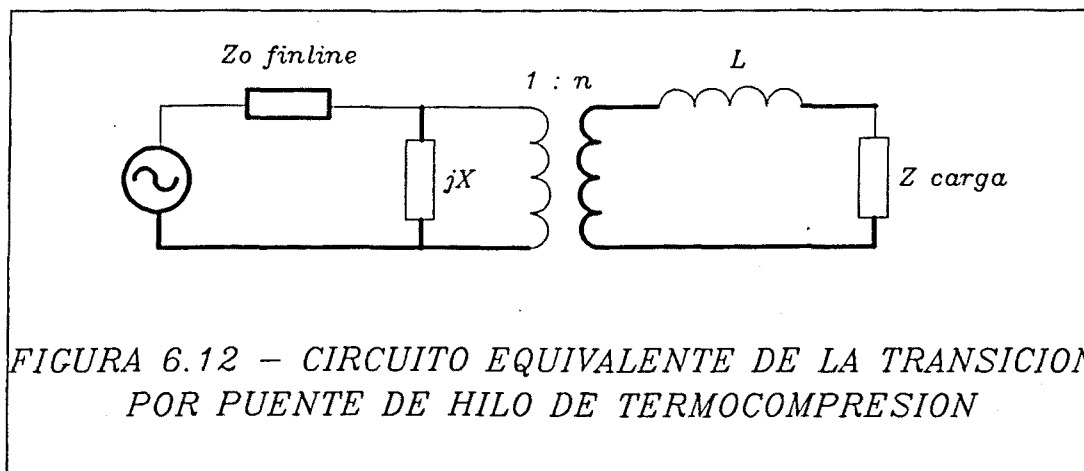 Zo finline
1 : n
L
jX
Z carga
FIGURA 6.12 - CIRCUITO EQUIVALENTE DE LA TRANSICION
POR PUENTE DE HILO DE TERMOCOMPRESION